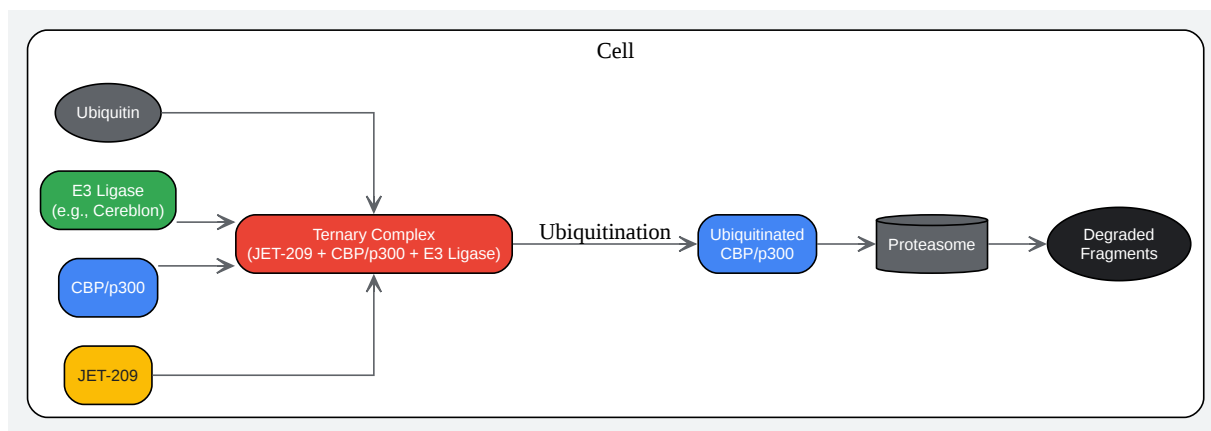 Cell
Ubiquitin
E3 Ligase
(e.g., Cereblon)
CBP/p300
JET-209
Ternary Complex
(JET-209 + CBP/p300 + E3 Ligase)
Ubiquitination
Ubiquitinated
CBP/p300
Proteasome
Degraded
Fragments